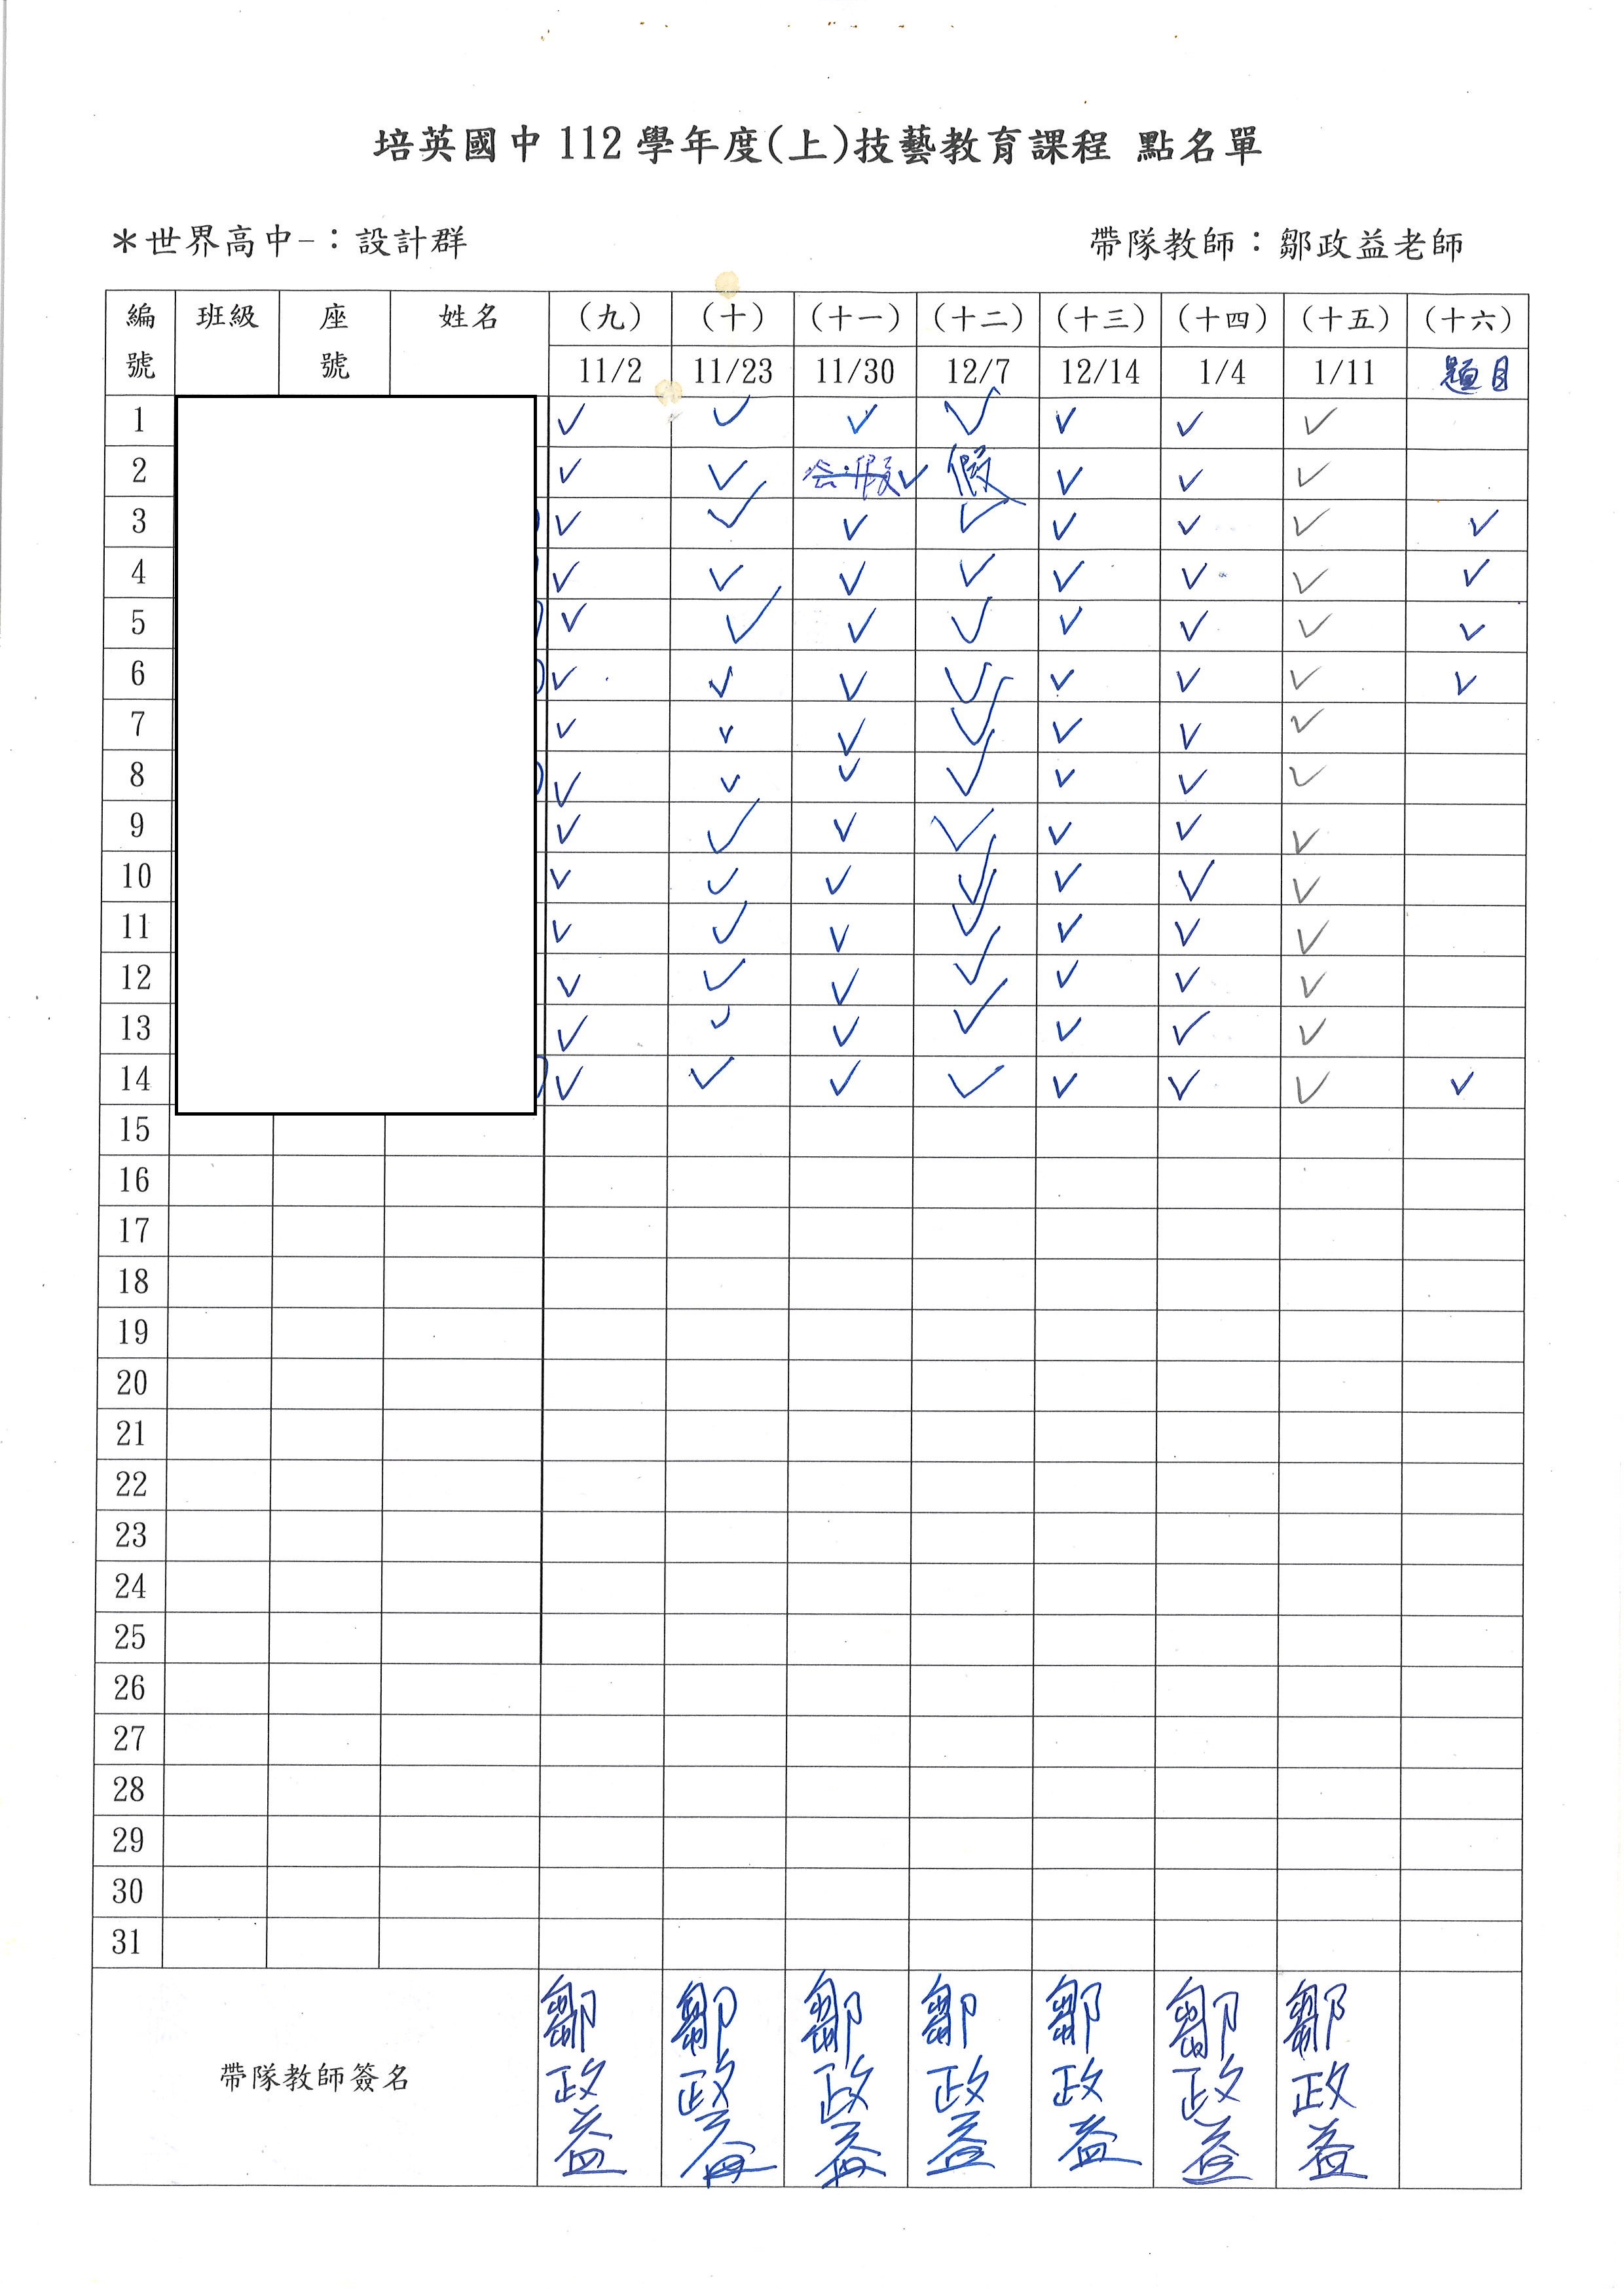 培英國中 112 學年度(上)技藝教育課程 點名單
＊世界高中-：設計群 帶隊教師：鄒政益老師
編號 班級 座號 姓名 (九) (十) (十一) (十二) (十三) (十四) (十五) (十六)
11/2 11/23 11/30 12/7 12/14 1/4 1/11 題目
1 ✓ ✓ ✓ ✓ ✓ ✓ ✓
2 ✓ ✓ 公假 ✓ 假 ✓ ✓ ✓
3 ✓ ✓ ✓ ✓ ✓ ✓ ✓ ✓
4 ✓ ✓ ✓ ✓ ✓ ✓ ✓ ✓
5 ✓ ✓ ✓ ✓ ✓ ✓ ✓ ✓
6 ✓ ✓ ✓ ✓ ✓ ✓ ✓ ✓
7 ✓ ✓ ✓ ✓ ✓ ✓ ✓
8 ✓ ✓ ✓ ✓ ✓ ✓ ✓
9 ✓ ✓ ✓ ✓ ✓ ✓ ✓
10 ✓ ✓ ✓ ✓ ✓ ✓ ✓
11 ✓ ✓ ✓ ✓ ✓ ✓ ✓
12 ✓ ✓ ✓ ✓ ✓ ✓ ✓
13 ✓ ✓ ✓ ✓ ✓ ✓ ✓
14 ✓ ✓ ✓ ✓ ✓ ✓ ✓ ✓
15
16
17
18
19
20
21
22
23
24
25
26
27
28
29
30
31
帶隊教師簽名 鄒政益 鄒政益 鄒政益 鄒政益 鄒政益 鄒政益 鄒政益